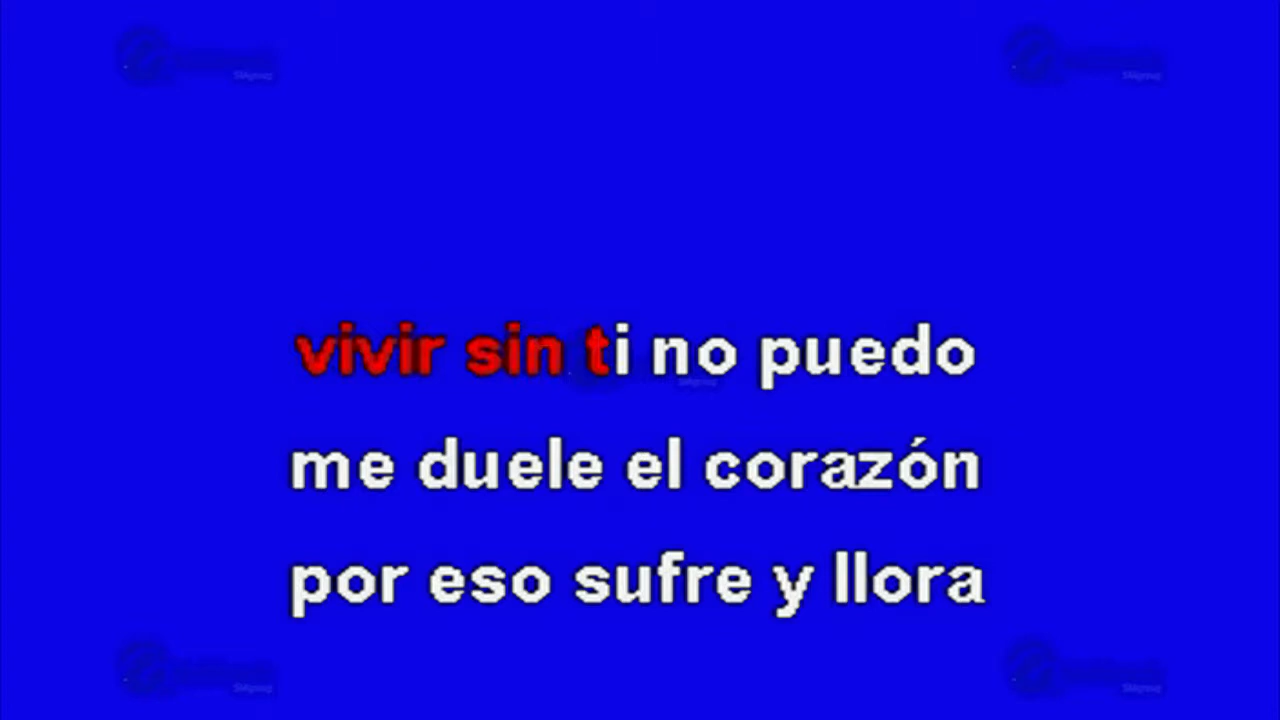 vivir sin ti no puedo
me duele el corazón
por eso sufre y llora